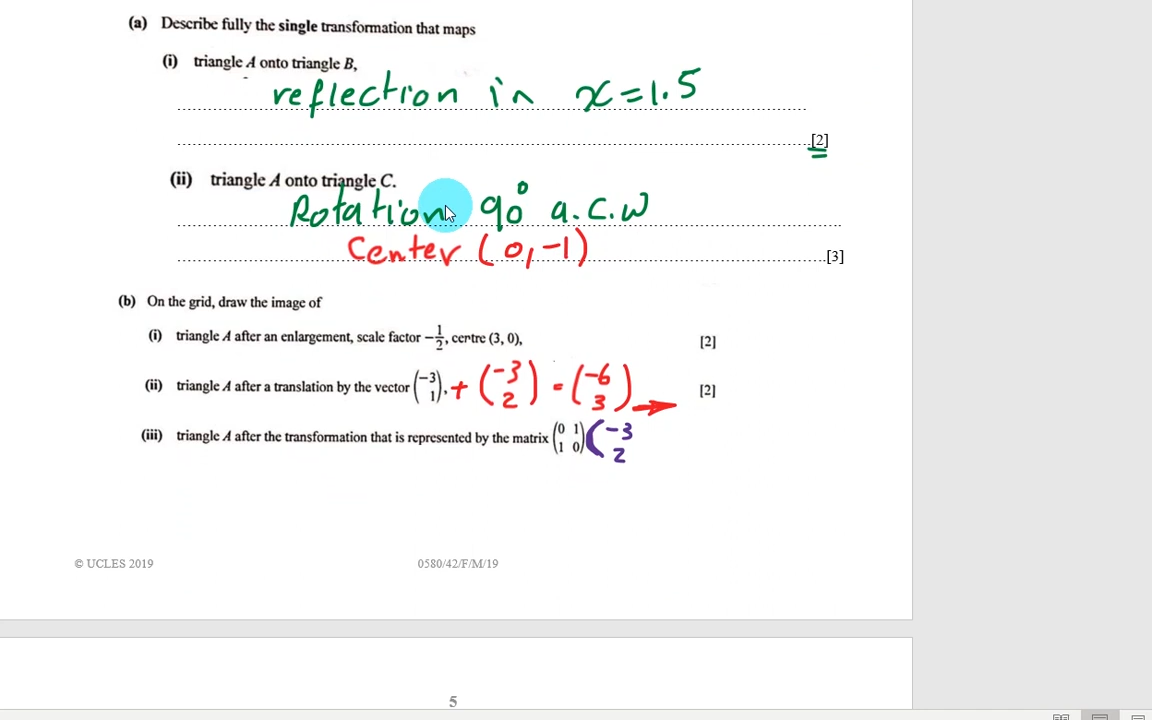 (a) Describe fully the single transformation that maps
(i) triangle A onto triangle B,
reflection in x=1.5
[2]
(ii) triangle A onto triangle C.
Rotation 90° a.c.w
Center (0,-1)
[3]
(b) On the grid, draw the image of
(i) triangle A after an enlargement, scale factor −1/2, centre (3, 0), [2]
(ii) triangle A after a translation by the vector (−3 1), + (−3 2) = (−6 3) → [2]
(iii) triangle A after the transformation that is represented by the matrix (0 1 1 0) (−3 2
© UCLES 2019 0580/42/F/M/19
5